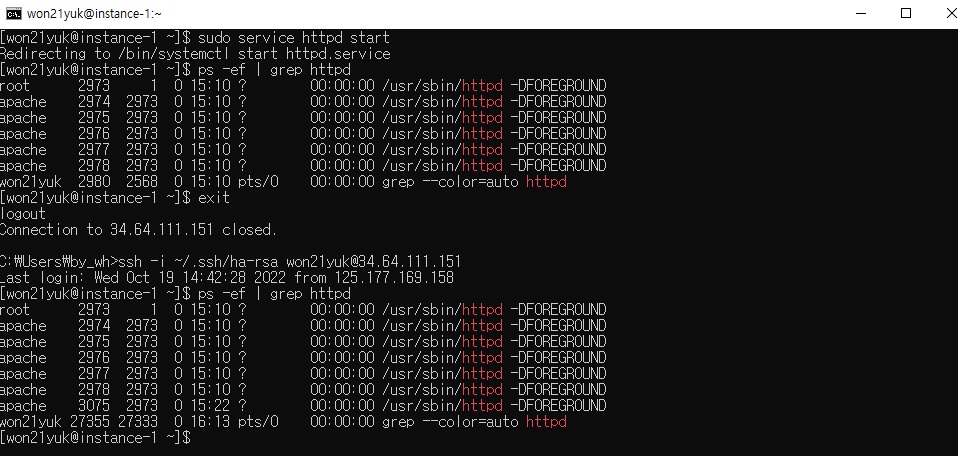 won21yuk@instance-1:~
[won21yuk@instance-1 ~]$ sudo service httpd start
Redirecting to /bin/systemctl start httpd.service
[won21yuk@instance-1 ~]$ ps -ef | grep httpd
root      2973     1  0 15:10 ?        00:00:00 /usr/sbin/httpd -DFOREGROUND
apache    2974  2973  0 15:10 ?        00:00:00 /usr/sbin/httpd -DFOREGROUND
apache    2975  2973  0 15:10 ?        00:00:00 /usr/sbin/httpd -DFOREGROUND
apache    2976  2973  0 15:10 ?        00:00:00 /usr/sbin/httpd -DFOREGROUND
apache    2977  2973  0 15:10 ?        00:00:00 /usr/sbin/httpd -DFOREGROUND
apache    2978  2973  0 15:10 ?        00:00:00 /usr/sbin/httpd -DFOREGROUND
won21yuk  2980  2568  0 15:10 pts/0    00:00:00 grep --color=auto httpd
[won21yuk@instance-1 ~]$ exit
logout
Connection to 34.64.111.151 closed.
C:₩Users₩by_wh>ssh -i ~/.ssh/ha-rsa won21yuk@34.64.111.151
Last login: Wed Oct 19 14:42:28 2022 from 125.177.169.158
[won21yuk@instance-1 ~]$ ps -ef | grep httpd
root      2973     1  0 15:10 ?        00:00:00 /usr/sbin/httpd -DFOREGROUND
apache    2974  2973  0 15:10 ?        00:00:00 /usr/sbin/httpd -DFOREGROUND
apache    2975  2973  0 15:10 ?        00:00:00 /usr/sbin/httpd -DFOREGROUND
apache    2976  2973  0 15:10 ?        00:00:00 /usr/sbin/httpd -DFOREGROUND
apache    2977  2973  0 15:10 ?        00:00:00 /usr/sbin/httpd -DFOREGROUND
apache    2978  2973  0 15:10 ?        00:00:00 /usr/sbin/httpd -DFOREGROUND
apache    3075  2973  0 15:22 ?        00:00:00 /usr/sbin/httpd -DFOREGROUND
won21yuk 27355 27333  0 16:13 pts/0    00:00:00 grep --color=auto httpd
[won21yuk@instance-1 ~]$